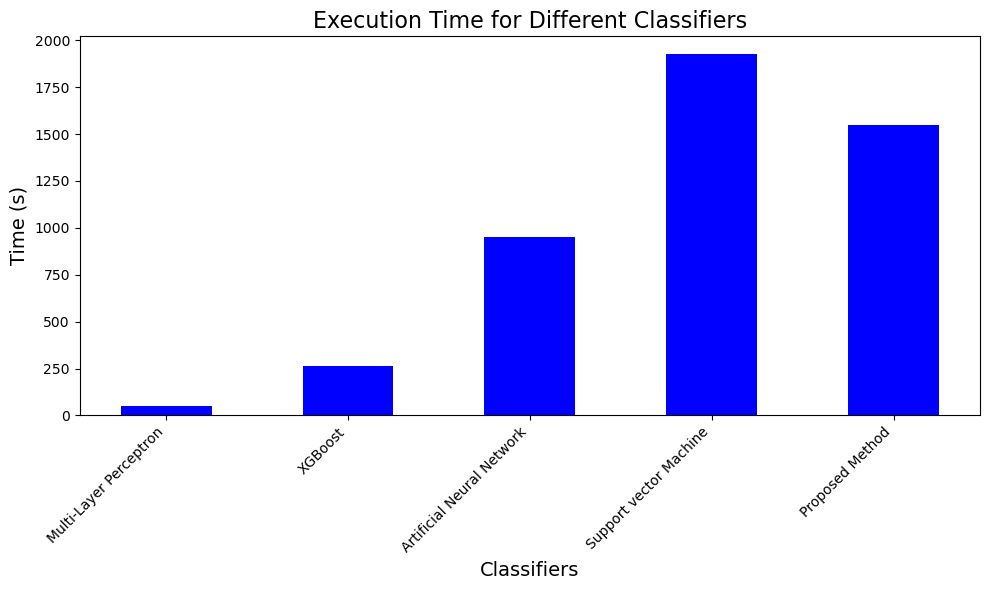 Execution Time for Different Classifiers
Time (s)
2000
1750
1500
1250
1000
750
500
250
0
Multi-Layer Perceptron
XGBoost
Artificial Neural Network
Support vector Machine
Proposed Method
Classifiers